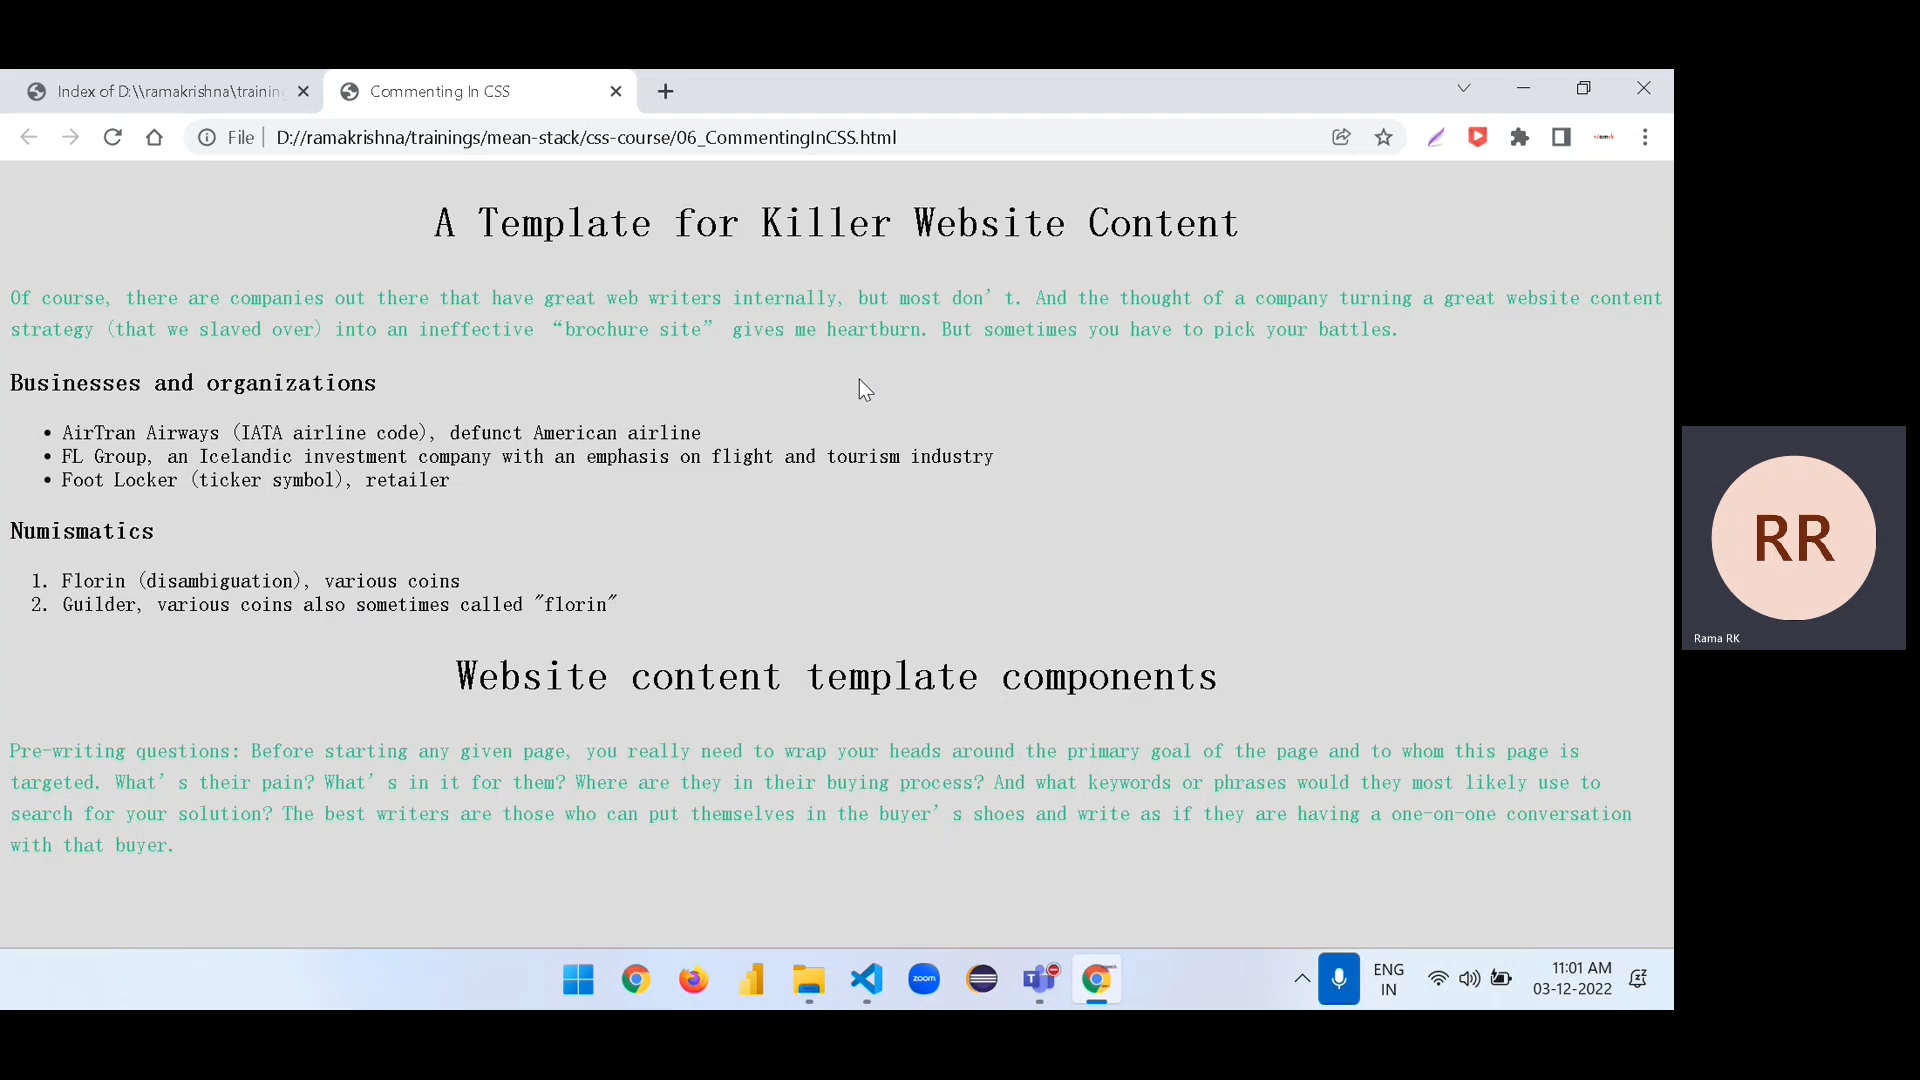 Index of D:\\ramakrishna\trainin
Commenting In CSS
File
D://ramakrishna/trainings/mean-stack/css-course/06_CommentingInCSS.html
A Template for Killer Website Content
Of course, there are companies out there that have great web writers internally, but most don’t. And the thought of a company turning a great website content
strategy (that we slaved over) into an ineffective “brochure site” gives me heartburn. But sometimes you have to pick your battles.
Businesses and organizations
• AirTran Airways (IATA airline code), defunct American airline
• FL Group, an Icelandic investment company with an emphasis on flight and tourism industry
• Foot Locker (ticker symbol), retailer
Numismatics
1. Florin (disambiguation), various coins
2. Guilder, various coins also sometimes called "florin"
Website content template components
Pre-writing questions: Before starting any given page, you really need to wrap your heads around the primary goal of the page and to whom this page is
targeted. What’s their pain? What’s in it for them? Where are they in their buying process? And what keywords or phrases would they most likely use to
search for your solution? The best writers are those who can put themselves in the buyer’s shoes and write as if they are having a one-on-one conversation
with that buyer.
RR
Rama RK
zoom
T
ENG
IN
11:01 AM
03-12-2022